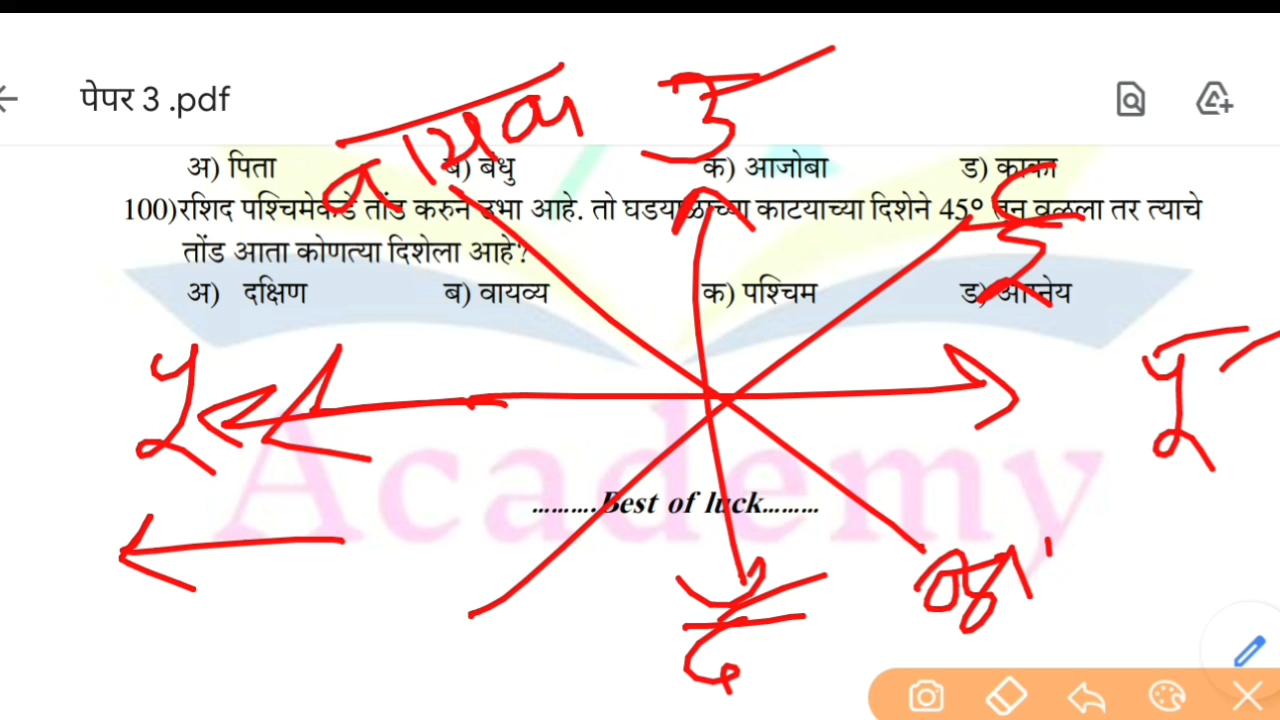 पेपर 3 .pdf
वायव्य
उ
अ) पिता ब) बंधु क) आजोबा ड) काका
100)रशिद पश्चिमेकडे तोंड करुन उभा आहे. तो घडयाळाच्या काटयाच्या दिशेने 45° तून वळला तर त्याचे
तोंड आता कोणत्या दिशेला आहे?
अ) दक्षिण ब) वायव्य क) पश्चिम ड) आग्नेय
Academy
..........Best of luck.........
द